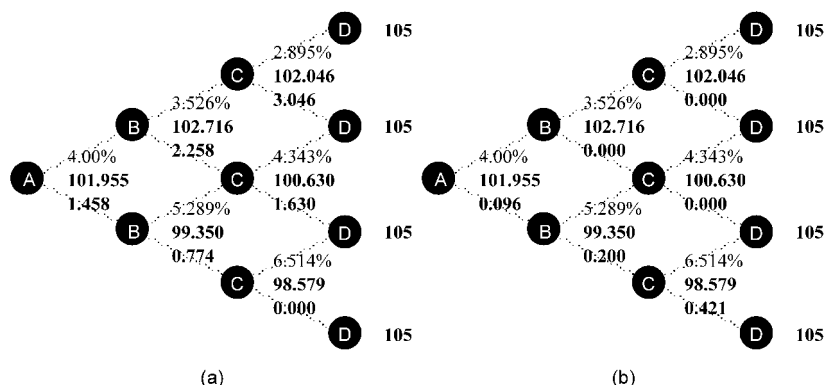 D 105
2.895%
C 102.046
3.046
3.526%
B 102.716 D 105
2.258
4.00% 4.343%
A 101.955 C 100.630
1.458 1.630
5.289%
B 99.350 D 105
0.774
6.514%
C 98.579
0.000
D 105
(a)
D 105
2.895%
C 102.046
0.000
3.526%
B 102.716 D 105
0.000
4.00% 4.343%
A 101.955 C 100.630
0.096 0.000
5.289%
B 99.350 D 105
0.200
6.514%
C 98.579
0.421
D 105
(b)